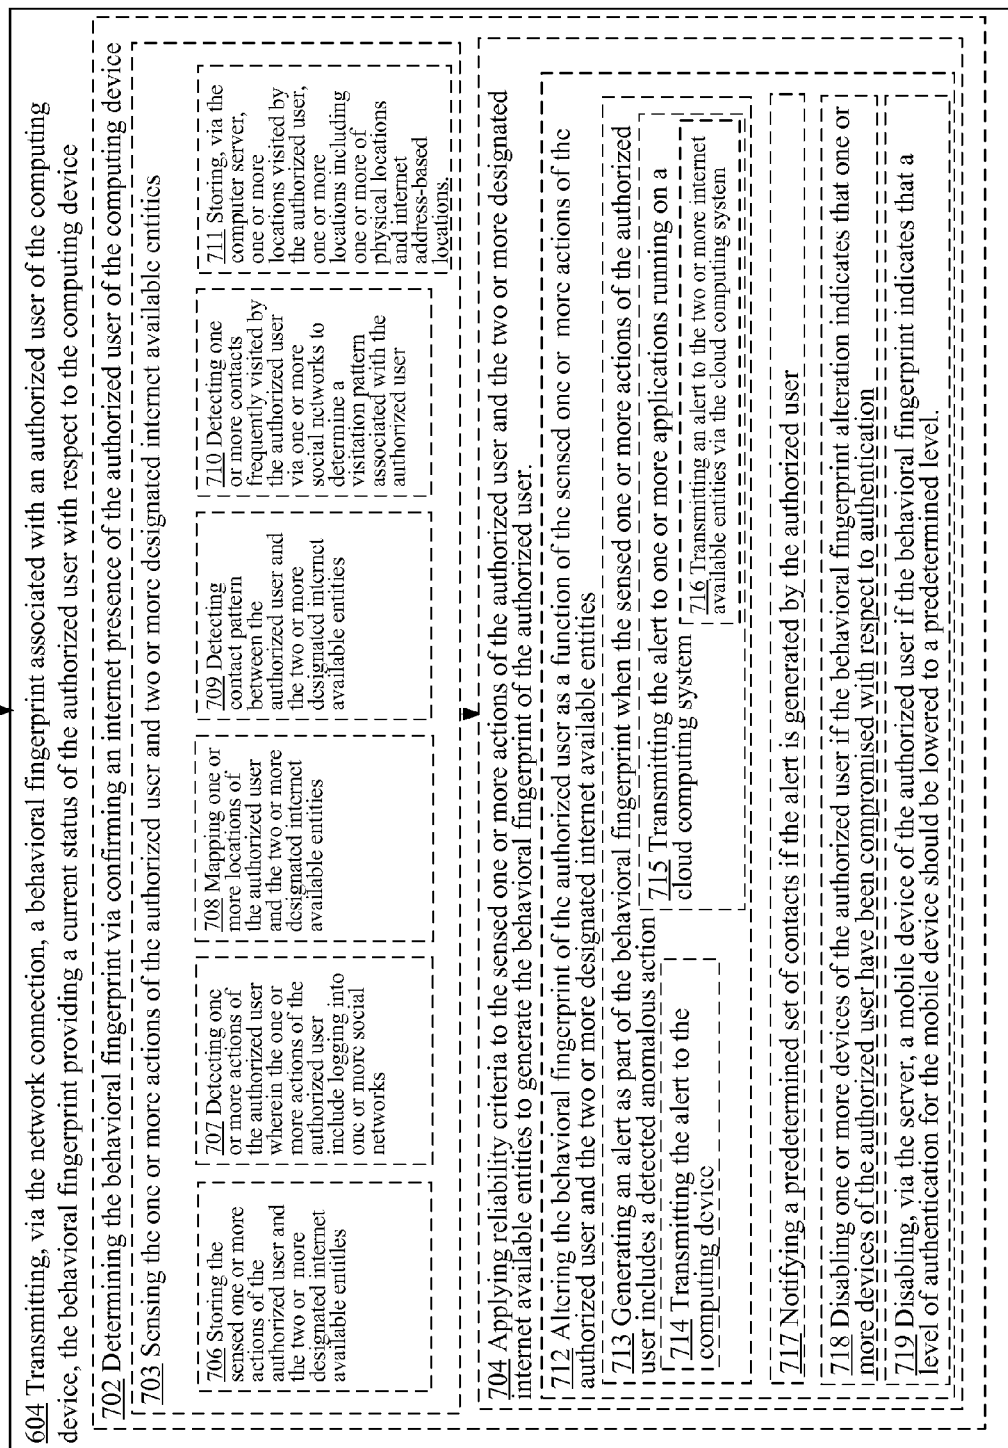 604 Transmitting, via the network connection, a behavioral fingerprint associated with an authorized user of the computing
device, the behavioral fingerprint providing a current status of the authorized user with respect to the computing device
702 Determining the behavioral fingerprint via confirming an internet presence of the authorized user of the computing device
703 Sensing the one or more actions of the authorized user and two or more designated internet available entities
706 Storing the
sensed one or more
actions of the
authorized user and
the two or more
designated internet
available entities
707 Detecting one
or more actions of
the authorized user
wherein the one or
more actions of the
authorized user
include logging into
one or more social
networks
708 Mapping one or
more locations of
the authorized user
and the two or more
designated internet
available entities
709 Detecting
contact pattern
between the
authorized user and
the two or more
designated internet
available entities
710 Detecting one
or more contacts
frequently visited by
the authorized user
via one or more
social networks to
determine a
visitation pattern
associated with the
authorized user
711 Storing, via the
computer server,
one or more
locations visited by
the authorized user,
one or more
locations including
one or more of
physical locations
and internet
address-based
locations.
704 Applying reliability criteria to the sensed one or more actions of the authorized user and the two or more designated
internet available entities to generate the behavioral fingerprint of the authorized user.
712 Altering the behavioral fingerprint of the authorized user as a function of the sensed one or more actions of the
authorized user and the two or more designated internet available entities
713 Generating an alert as part of the behavioral fingerprint when the sensed one or more actions of the authorized
user includes a detected anomalous action
714 Transmitting the alert to the
computing device
715 Transmitting the alert to one or more applications running on a
cloud computing system
716 Transmitting an alert to the two or more internet
available entities via the cloud computing system
717 Notifying a predetermined set of contacts if the alert is generated by the authorized user
718 Disabling one or more devices of the authorized user if the behavioral fingerprint alteration indicates that one or
more devices of the authorized user have been compromised with respect to authentication
719 Disabling, via the server, a mobile device of the authorized user if the behavioral fingerprint indicates that a
level of authentication for the mobile device should be lowered to a predetermined level.